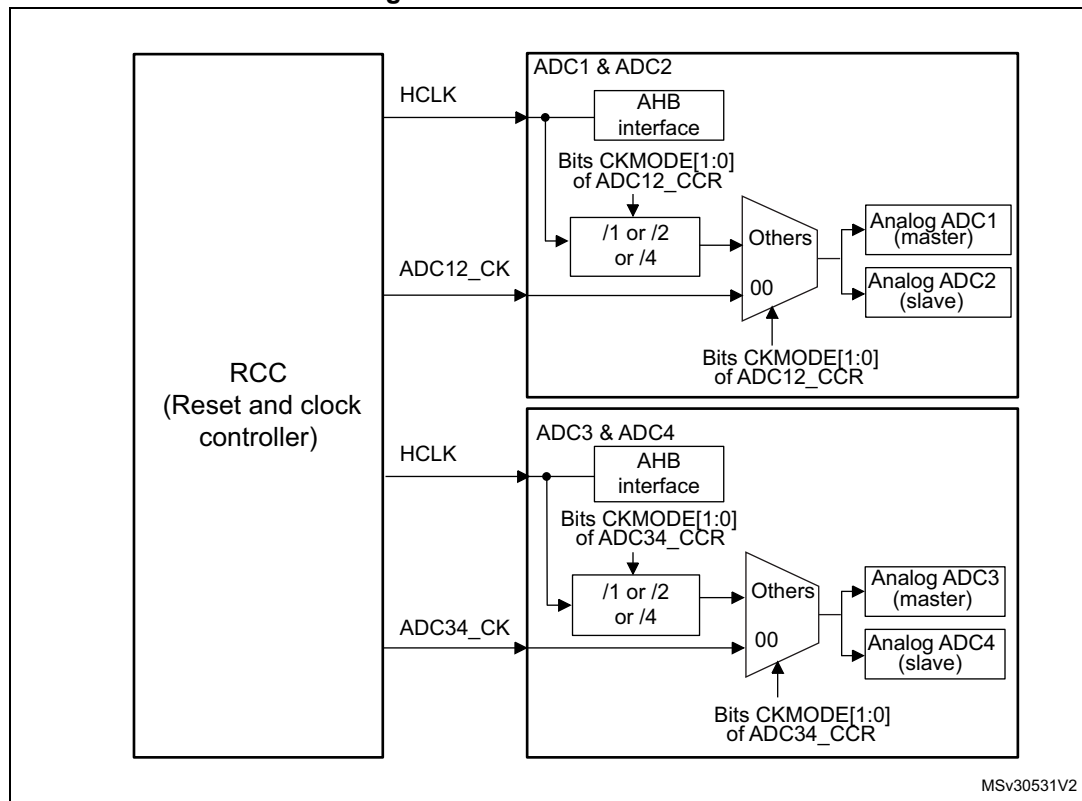 RCC
(Reset and clock
controller)
HCLK
ADC12_CK
HCLK
ADC34_CK
ADC1 & ADC2
AHB
interface
Bits CKMODE[1:0]
of ADC12_CCR
/1 or /2
or /4
Others
00
Analog ADC1
(master)
Analog ADC2
(slave)
Bits CKMODE[1:0]
of ADC12_CCR
ADC3 & ADC4
AHB
interface
Bits CKMODE[1:0]
of ADC34_CCR
/1 or /2
or /4
Others
00
Analog ADC3
(master)
Analog ADC4
(slave)
Bits CKMODE[1:0]
of ADC34_CCR
MSv30531V2